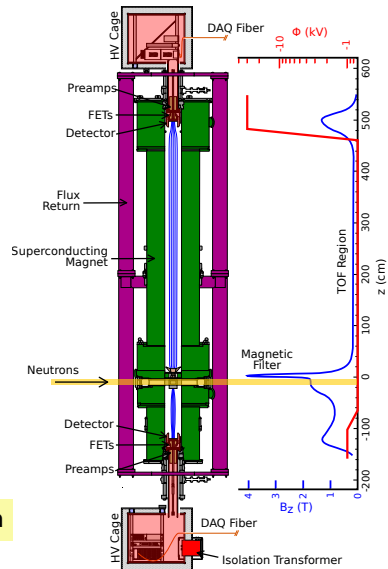 HV Cage
DAQ Fiber
Φ (kV)
-10
-1
Preamps
FETs
Detector
Flux
Return
Superconducting
Magnet
Neutrons
Detector
FETs
Preamps
HV Cage
DAQ Fiber
Isolation Transformer
600
500
400
300
200
100
0
-100
-200
z (cm)
TOF Region
Magnetic
Filter
4
3
2
1
0
Bz (T)